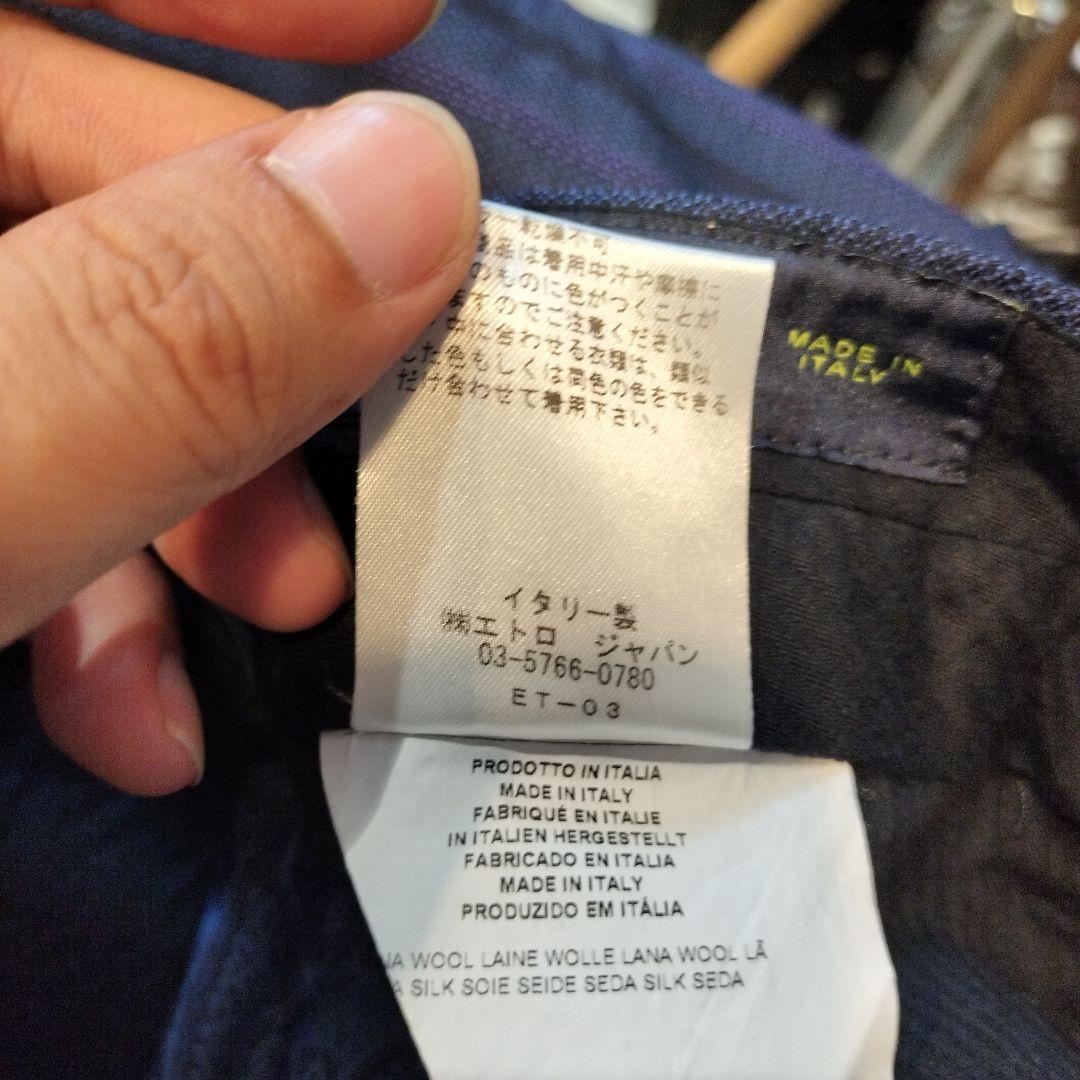 乾燥不可
は着用中汗や摩擦に
のものに色がつくことが
ますのでご注意ください。
中に合わせる衣類は、類似
した色もしくは同色の色をできる
だけ合わせて着用下さい。
イタリー製
㈱エトロ ジャパン
03-5766-0780
ET-03
MADE IN
ITALY
PRODOTTO IN ITALIA
MADE IN ITALY
FABRIQUÉ EN ITALIE
IN ITALIEN HERGESTELLT
FABRICADO EN ITALIA
MADE IN ITALY
PRODUZIDO EM ITÁLIA
WOOL LAINE WOLLE LANA WOOL LÃ
SILK SOIE SEIDE SEDA SILK SEDA